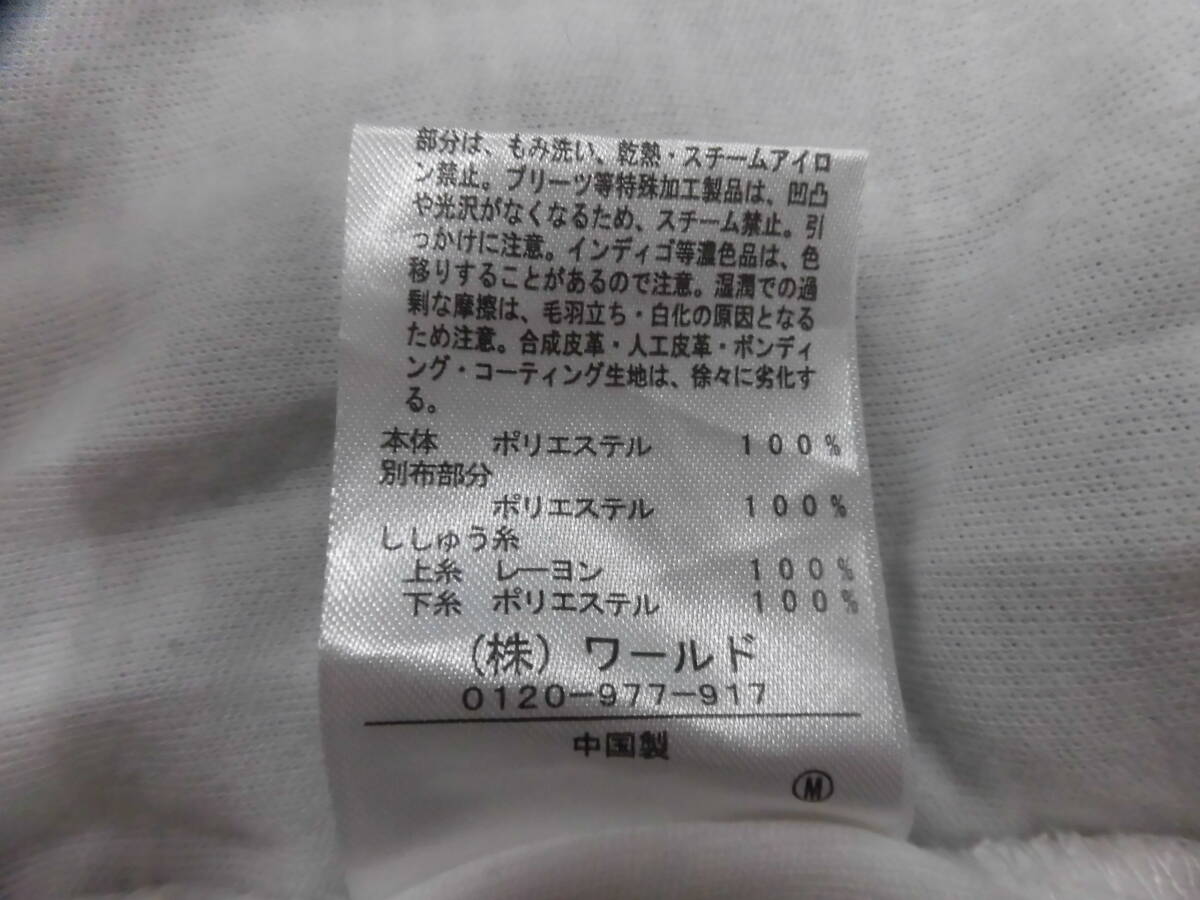 部分は、もみ洗い、乾熱・スチームアイロ
ン禁止。プリーツ等特殊加工製品は、凹凸
や光沢がなくなるため、スチーム禁止。引
っかけに注意。インディゴ等濃色品は、色
移りすることがあるので注意。湿潤での過
剰な摩擦は、毛羽立ち・白化の原因となる
ため注意。合成皮革・人工皮革・ボンディ
ング・コーティング生地は、徐々に劣化す
る。
本体 ポリエステル 100%
別布部分
ポリエステル 100%
ししゅう糸
上糸 レーヨン 100%
下糸 ポリエステル 100%
(株) ワールド
0120-977-917
中国製
M